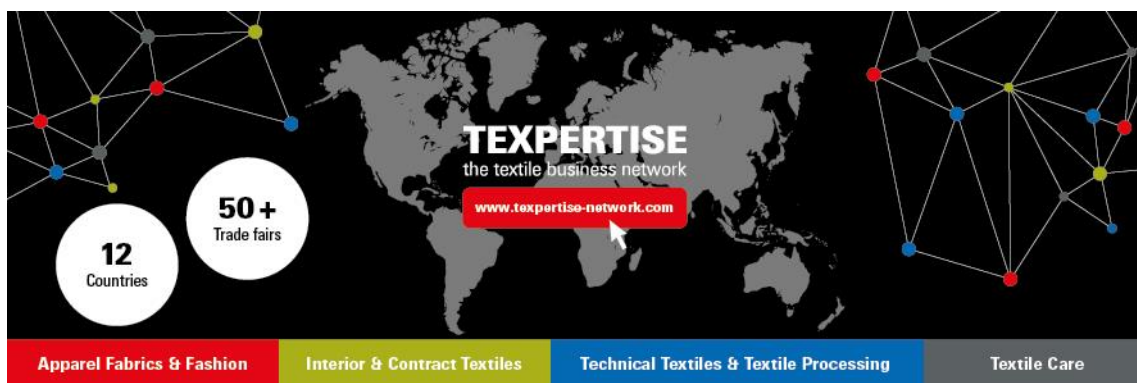 TEXPERTISE
the textile business network
www.texpertise-network.com
50+
Trade fairs
12
Countries
Apparel Fabrics & Fashion
Interior & Contract Textiles
Technical Textiles & Textile Processing
Textile Care